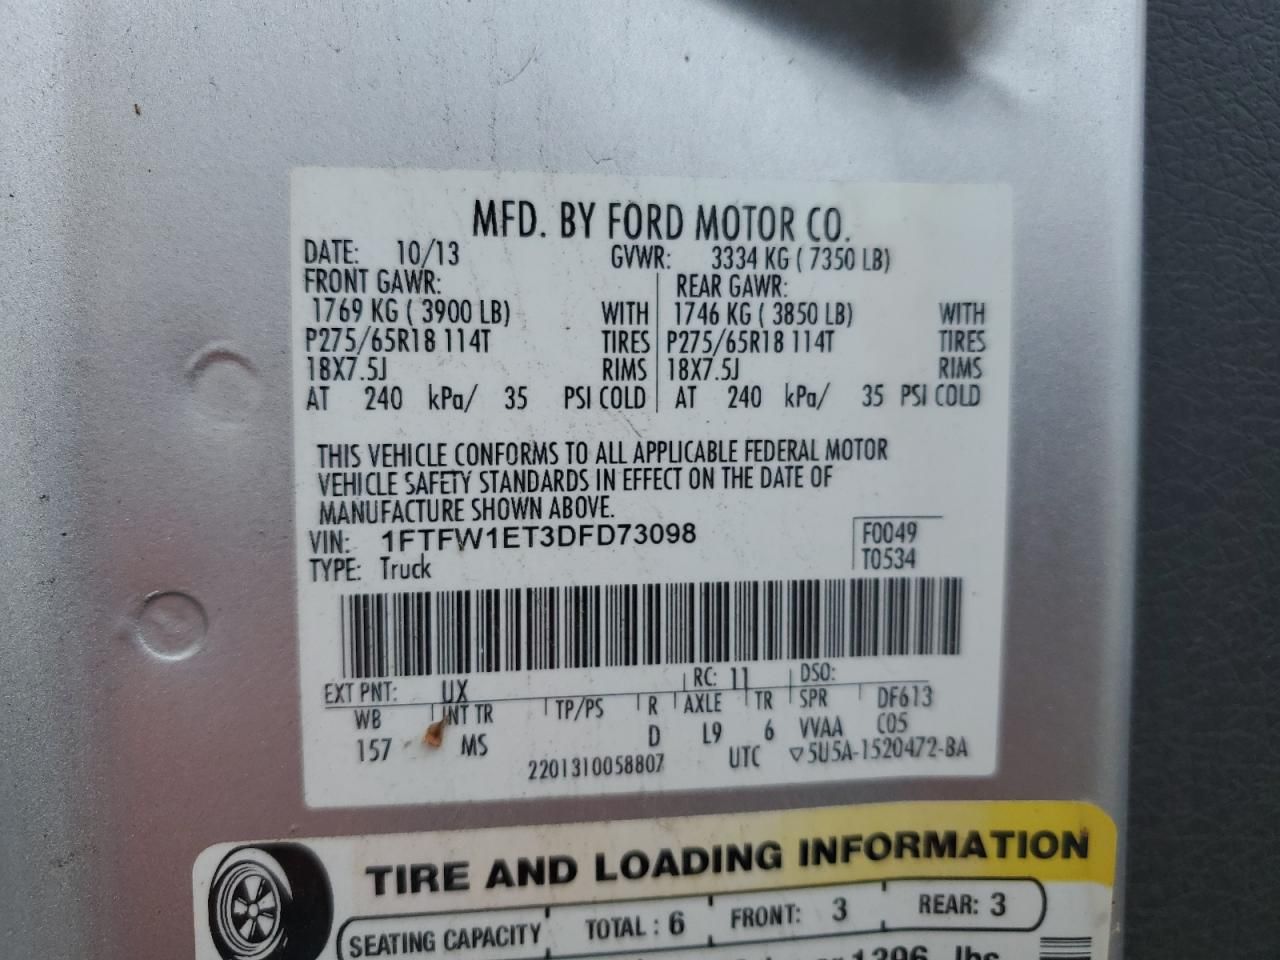 MFD. BY FORD MOTOR CO.
DATE: 10/13 GVWR: 3334 KG ( 7350 LB)
FRONT GAWR: REAR GAWR:
1769 KG ( 3900 LB) WITH 1746 KG ( 3850 LB) WITH
P275/65R18 114T TIRES P275/65R18 114T TIRES
18X7.5J RIMS 18X7.5J RIMS
AT 240 kPa/ 35 PSI COLD AT 240 kPa/ 35 PSI COLD
THIS VEHICLE CONFORMS TO ALL APPLICABLE FEDERAL MOTOR
VEHICLE SAFETY STANDARDS IN EFFECT ON THE DATE OF
MANUFACTURE SHOWN ABOVE.
VIN: 1FTFW1ET3DFD73098 F0049
TYPE: Truck T0534
EXT PNT: UX RC: 11 DSO:
WB INT TR TP/PS R AXLE TR SPR DF613
157 MS D L9 6 VVAA C05
2201310058807 UTC ▽5U5A-1520472-BA
TIRE AND LOADING INFORMATION
SEATING CAPACITY TOTAL : 6 FRONT: 3 REAR: 3
1396 lbs